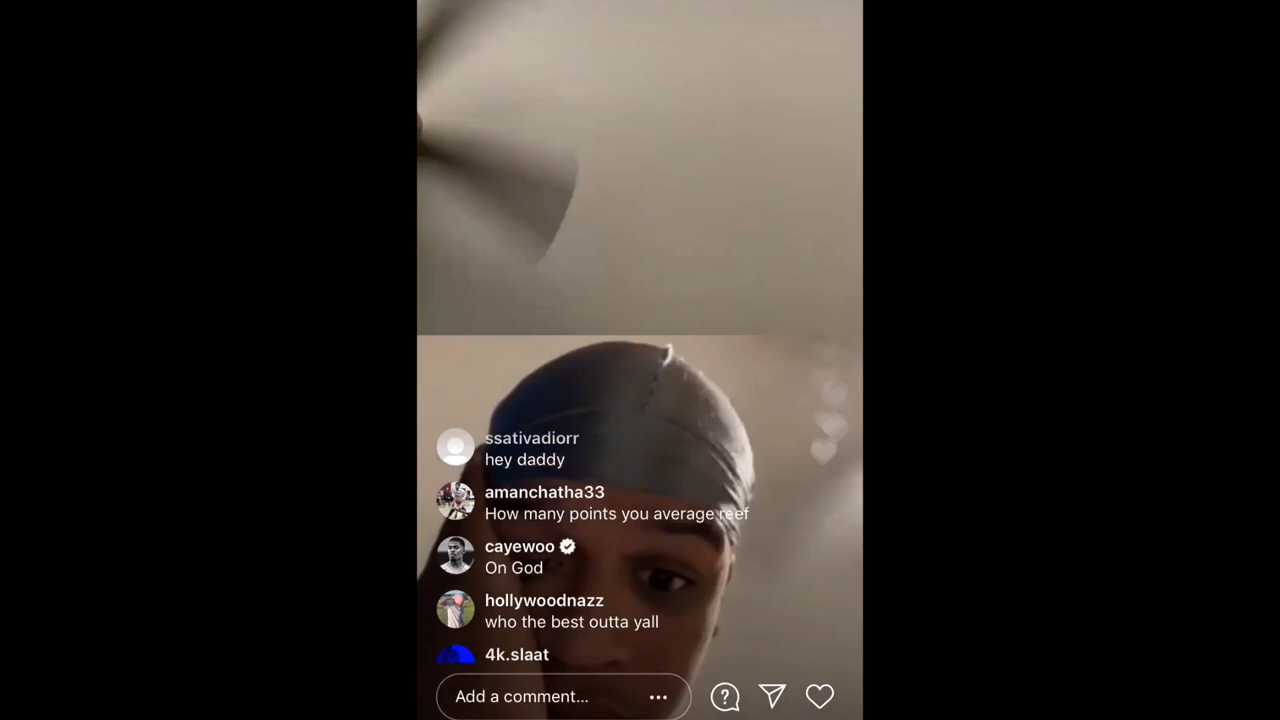 ssativadiorr
hey daddy
amanchatha33
How many points you average reef
cayewoo
On God
hollywoodnazz
who the best outta yall
4k.slaat
Add a comment...